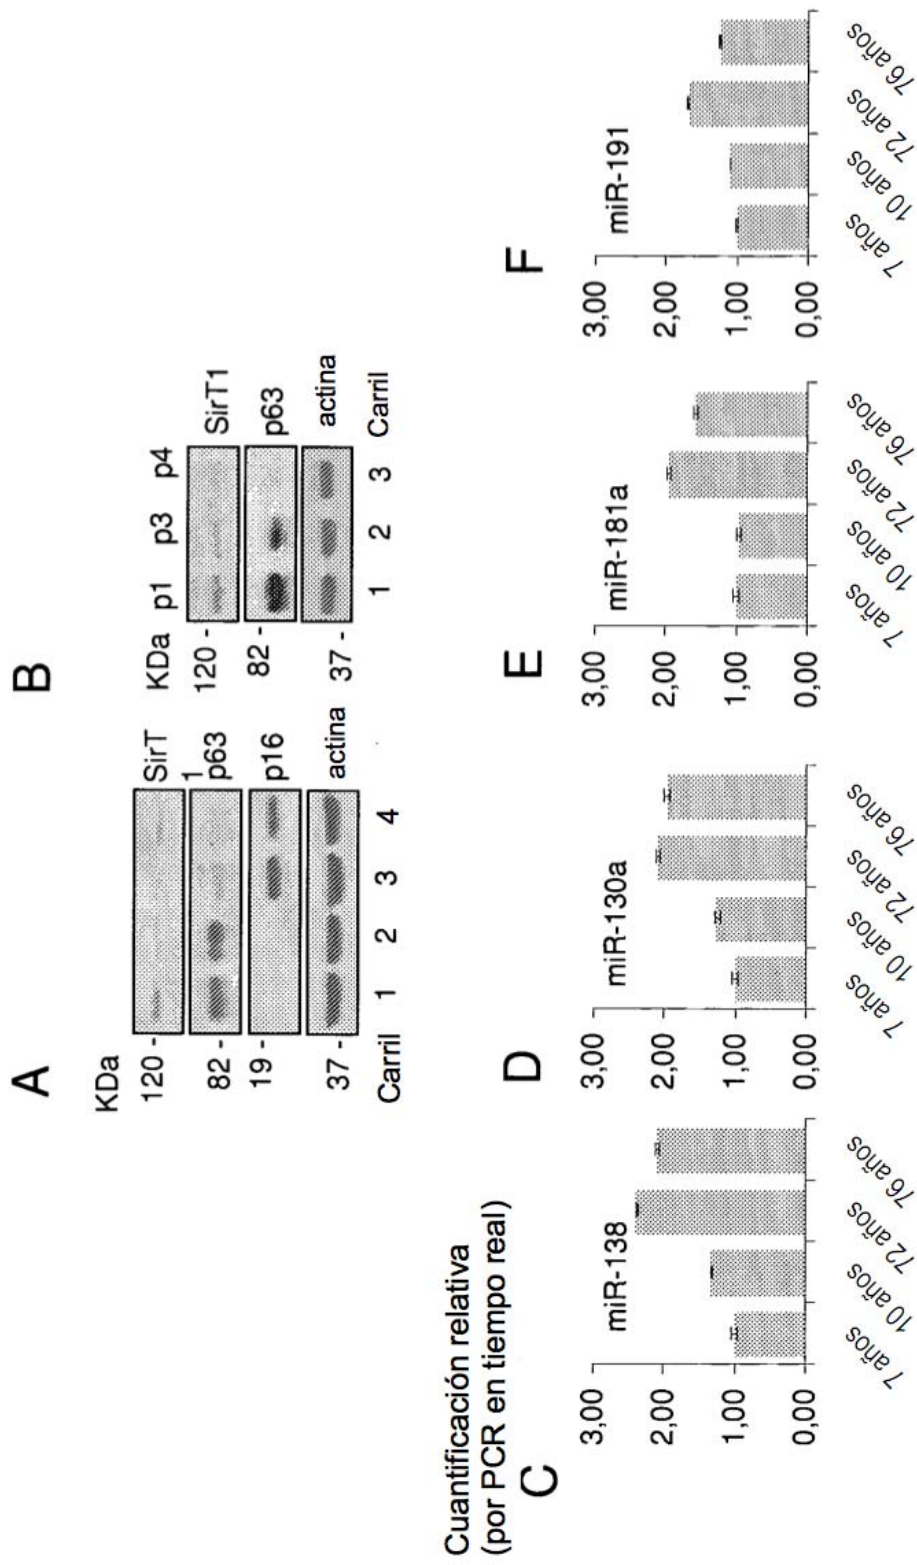 A
KDa
120 -
SirT
1
82 -
p63
19 -
p16
37 -
actina
Carril
1 2 3 4
B
KDa
p1 p3 p4
120 -
SirT1
82 -
p63
37 -
actina
1 2 3
Carril
Cuantificación relativa
(por PCR en tiempo real)
C
miR-138
3,00
2,00
1,00
0,00
7 años
10 años
72 años
76 años
D
miR-130a
3,00
2,00
1,00
0,00
7 años
10 años
72 años
76 años
E
miR-181a
3,00
2,00
1,00
0,00
7 años
10 años
72 años
76 años
F
miR-191
3,00
2,00
1,00
0,00
7 años
10 años
72 años
76 años